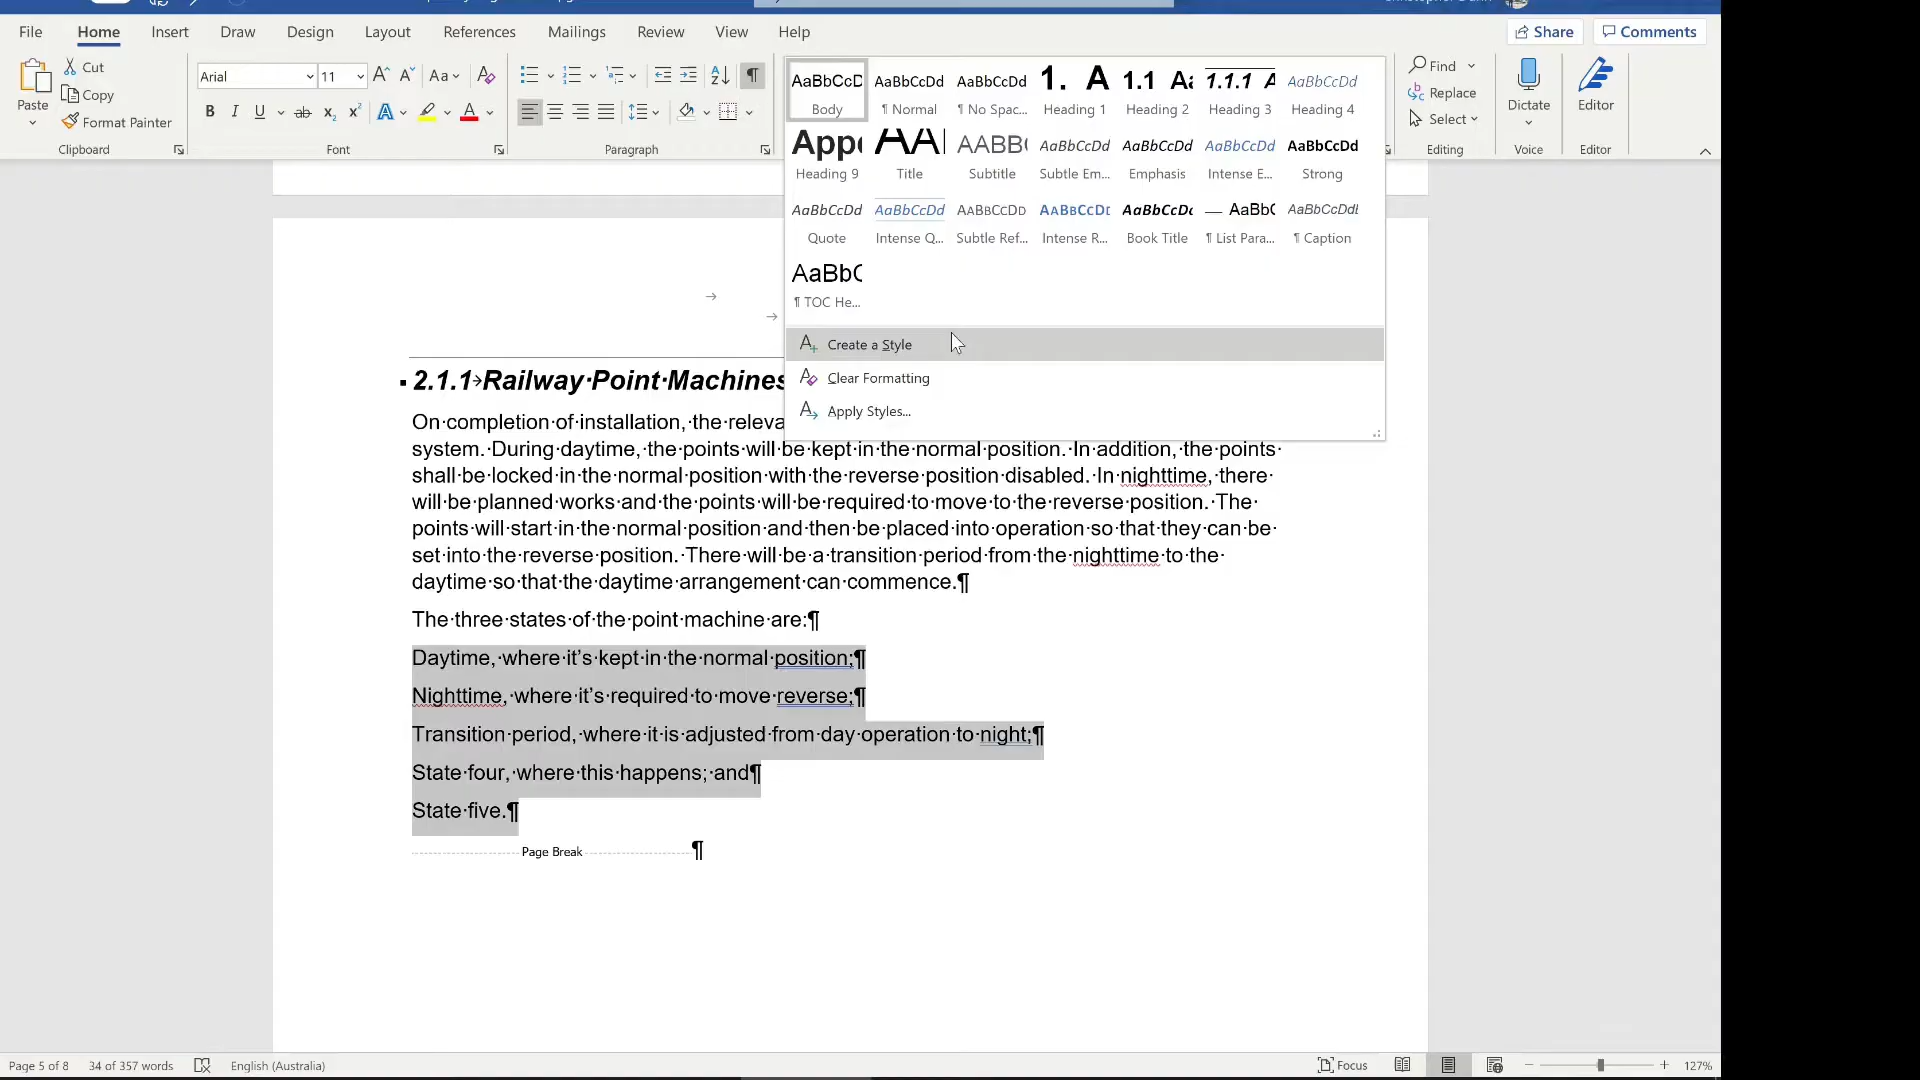 File Home Insert Draw Design Layout References Mailings Review View Help Share Comments
Paste Cut Copy Format Painter
Clipboard
Arial 11 Aa
B I U ab x₂ x² A A
Font
A Z ¶
Paragraph
AaBbCcD AaBbCcDd AaBbCcDd 1. A 1.1 Aa 1.1.1 A AaBbCcDd
Body ¶ Normal ¶ No Spac... Heading 1 Heading 2 Heading 3 Heading 4
Appe AA AABBC AaBbCcDd AaBbCcDd AaBbCcDd AaBbCcDd
Heading 9 Title Subtitle Subtle Em... Emphasis Intense E... Strong
AaBbCcDd AaBbCcDd AaBbCcDd AaBbCcDd AaBbCcDd AaBbC AaBbCcDd
Quote Intense Q... Subtle Ref... Intense R... Book Title ¶ List Para... ¶ Caption
AaBbC
¶ TOC He...
Create a Style
Clear Formatting
Apply Styles...
Find
Replace
Select
Editing
Dictate
Voice
Editor
Editor
2.1.1→Railway·Point·Machines
On·completion·of·installation,·the·releva
system.·During·daytime,·the·points·will·be·kept·in·the·normal·position.·In·addition,·the·points·
shall·be·locked·in·the·normal·position·with·the·reverse·position·disabled.·In·nighttime,·there·
will·be·planned·works·and·the·points·will·be·required·to·move·to·the·reverse·position.·The·
points·will·start·in·the·normal·position·and·then·be·placed·into·operation·so·that·they·can·be·
set·into·the·reverse·position.·There·will·be·a·transition·period·from·the·nighttime·to·the·
daytime·so·that·the·daytime·arrangement·can·commence.¶
The·three·states·of·the·point·machine·are:¶
Daytime,·where·it's·kept·in·the·normal·position;¶
Nighttime,·where·it's·required·to·move·reverse;¶
Transition·period,·where·it·is·adjusted·from·day·operation·to·night;¶
State·four,·where·this·happens;·and¶
State·five.¶
Page Break ¶
Page 5 of 8 34 of 357 words English (Australia) Focus 127%